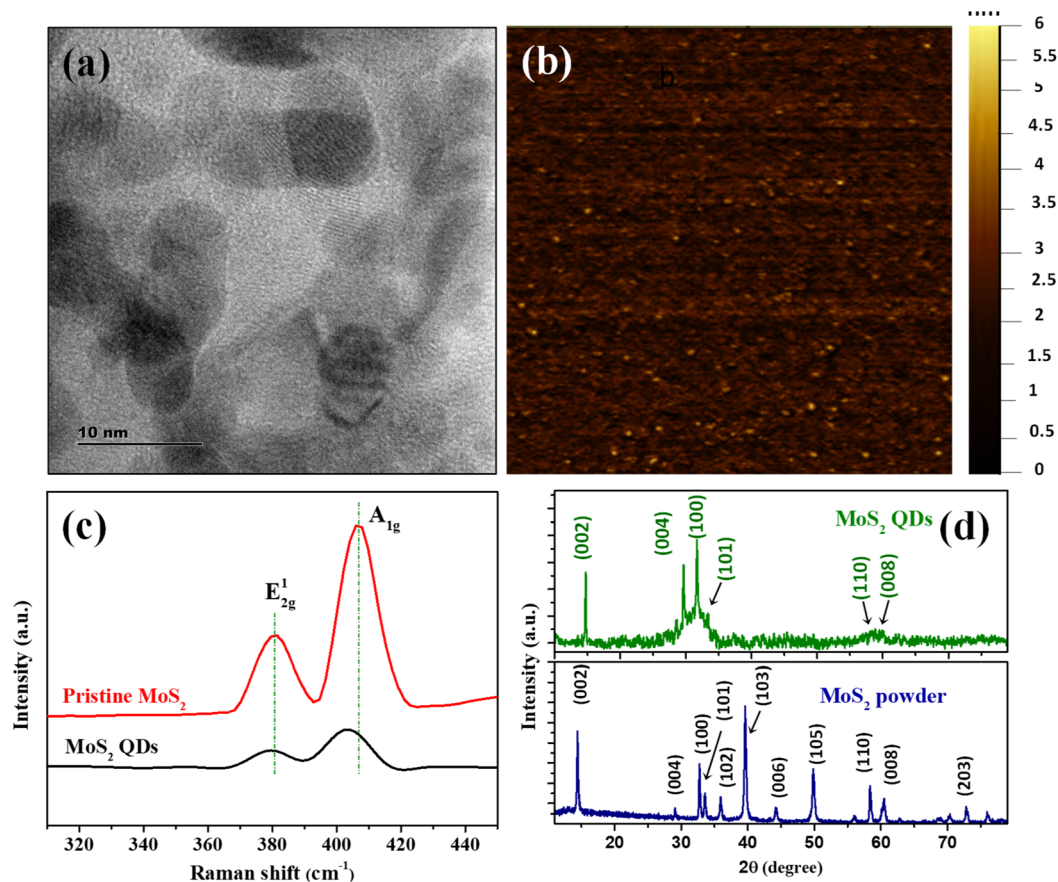 (a)
10 nm
(b)
b
6
5.5
5
4.5
4
3.5
3
2.5
2
1.5
1
0.5
0
(c)
A1g
E¹2g
Pristine MoS2
MoS2 QDs
Intensity (a.u.)
320 340 360 380 400 420 440
Raman shift (cm-1)
(d)
MoS2 QDs
(002)
(004)
(100)
(101)
(110)
(008)
MoS2 powder
(002)
(004)
(100)
(101)
(102)
(103)
(006)
(105)
(110)
(008)
(203)
Intensity (a.u.)
20 30 40 50 60 70
2θ (degree)